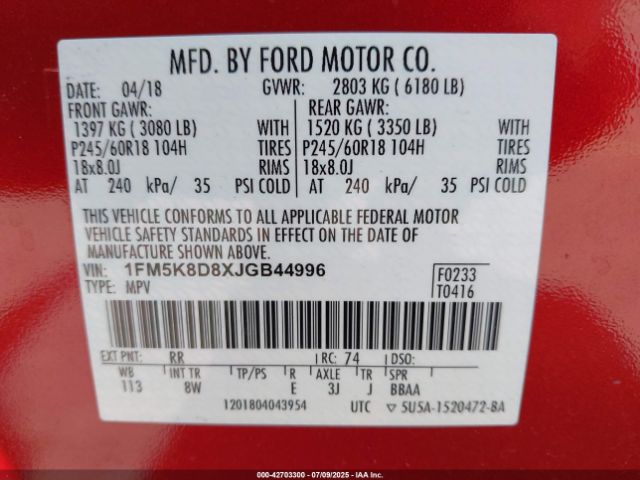 MFD. BY FORD MOTOR CO.
DATE: 04/18 GVWR: 2803 KG ( 6180 LB)
FRONT GAWR: REAR GAWR:
1397 KG ( 3080 LB) WITH 1520 KG ( 3350 LB) WITH
P245/60R18 104H TIRES P245/60R18 104H TIRES
18x8.0J RIMS 18x8.0J RIMS
AT 240 kPa/ 35 PSI COLD AT 240 kPa/ 35 PSI COLD
THIS VEHICLE CONFORMS TO ALL APPLICABLE FEDERAL MOTOR
VEHICLE SAFETY STANDARDS IN EFFECT ON THE DATE OF
MANUFACTURE SHOWN ABOVE.
VIN: 1FM5K8D8XJGB44996 F0233
TYPE: MPV T0416
EXT PNT: RR RC: 74 DSO:
WB INT TR TP/PS R AXLE TR SPR
113 8W E 3J J BBAA
1201804043954 UTC ▽ 5U5A-1520472-BA
000-42703300 - 07/09/2025 - IAAI, Inc.